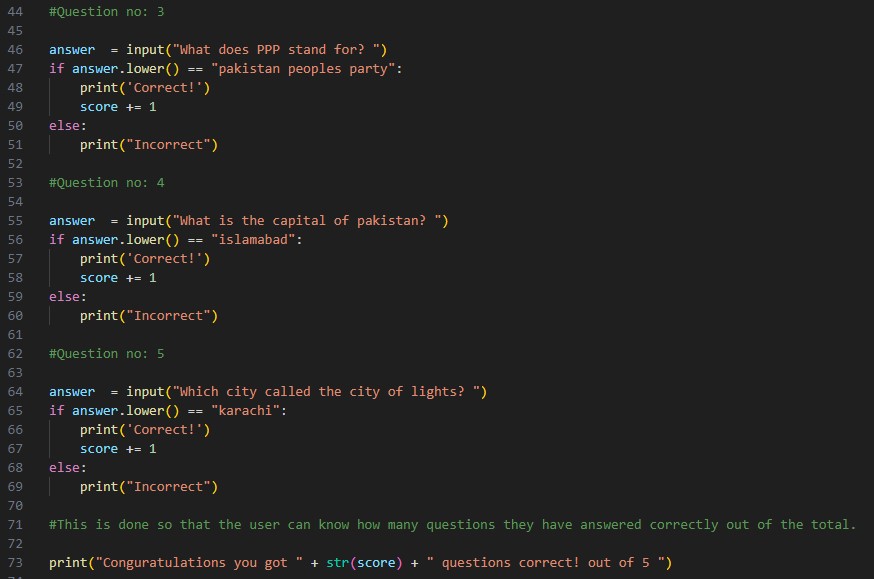 44 #Question no: 3
45
46 answer  = input("What does PPP stand for? ")
47 if answer.lower() == "pakistan peoples party":
48     print('Correct!')
49     score += 1
50 else:
51     print("Incorrect")
52
53 #Question no: 4
54
55 answer  = input("What is the capital of pakistan? ")
56 if answer.lower() == "islamabad":
57     print('Correct!')
58     score += 1
59 else:
60     print("Incorrect")
61
62 #Question no: 5
63
64 answer  = input("Which city called the city of lights? ")
65 if answer.lower() == "karachi":
66     print('Correct!')
67     score += 1
68 else:
69     print("Incorrect")
70
71 #This is done so that the user can know how many questions they have answered correctly out of the total.
72
73 print("Conguratulations you got " + str(score) + " questions correct! out of 5 ")